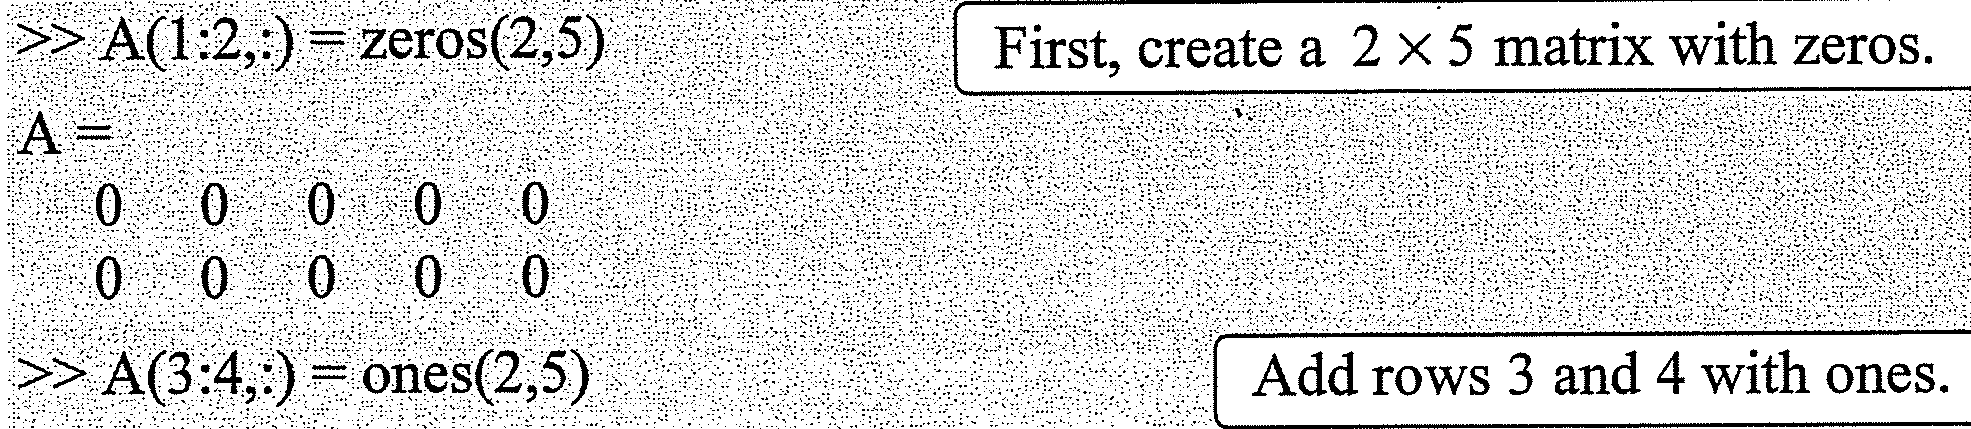 >> A(1:2,:) = zeros(2,5)
First, create a 2 × 5 matrix with zeros.
A =
0 0 0 0 0
0 0 0 0 0
>> A(3:4,:) = ones(2,5)
Add rows 3 and 4 with ones.